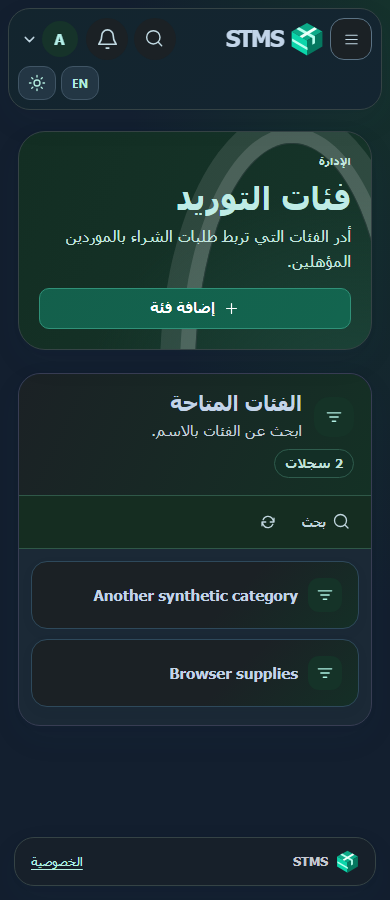 STMS
A
EN
الإدارة
فئات التوريد
أدر الفئات التي تربط طلبات الشراء بالموردين
المؤهلين.
إضافة فئة
الفئات المتاحة
ابحث عن الفئات بالاسم.
2 سجلات
بحث
Another synthetic category
Browser supplies
STMS
الخصوصية